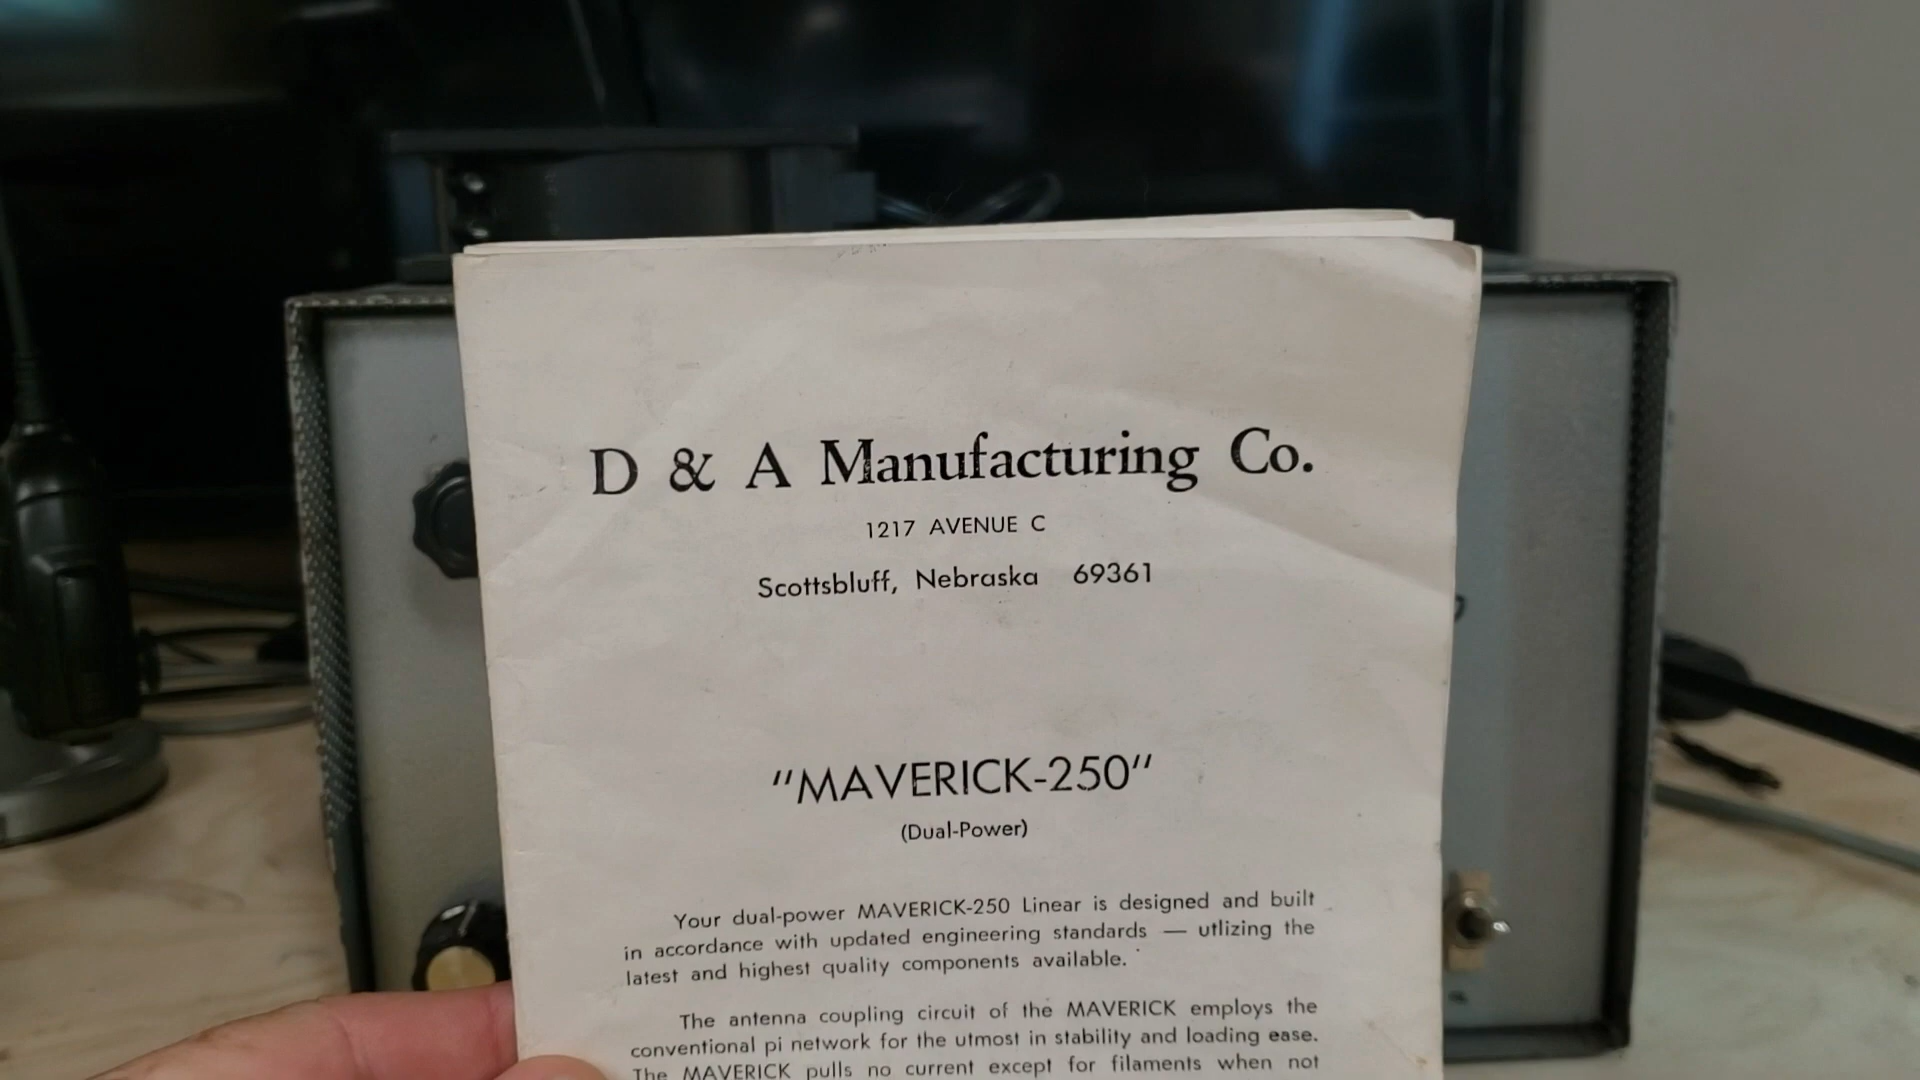 D & A Manufacturing Co.
1217 AVENUE C
Scottsbluff, Nebraska 69361
"MAVERICK-250"
(Dual-Power)
Your dual-power MAVERICK-250 Linear is designed and built
in accordance with updated engineering standards — utlizing the
latest and highest quality components available.
The antenna coupling circuit of the MAVERICK employs the
conventional pi network for the utmost in stability and loading ease.
The MAVERICK pulls no current except for filaments when not